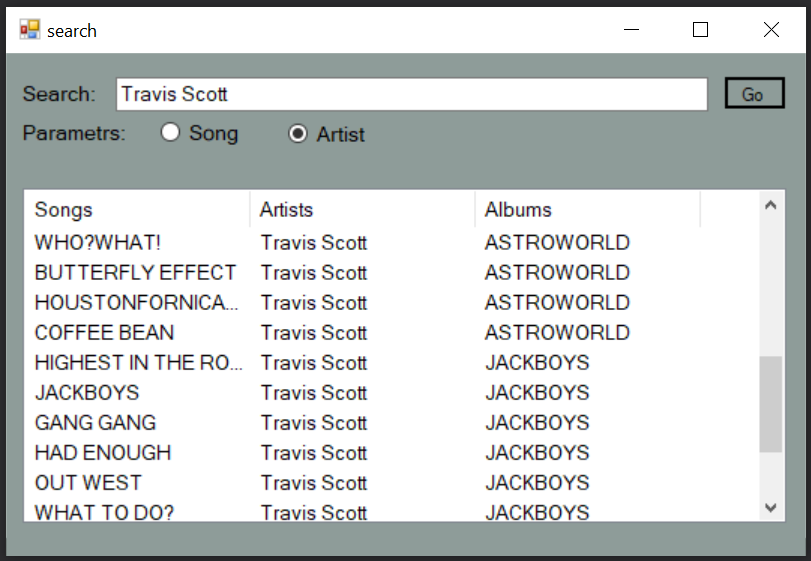 search
Search: Travis Scott Go
Parametrs: Song Artist
Songs Artists Albums
WHO?WHAT! Travis Scott ASTROWORLD
BUTTERFLY EFFECT Travis Scott ASTROWORLD
HOUSTONFORNICA... Travis Scott ASTROWORLD
COFFEE BEAN Travis Scott ASTROWORLD
HIGHEST IN THE RO... Travis Scott JACKBOYS
JACKBOYS Travis Scott JACKBOYS
GANG GANG Travis Scott JACKBOYS
HAD ENOUGH Travis Scott JACKBOYS
OUT WEST Travis Scott JACKBOYS
WHAT TO DO? Travis Scott JACKBOYS